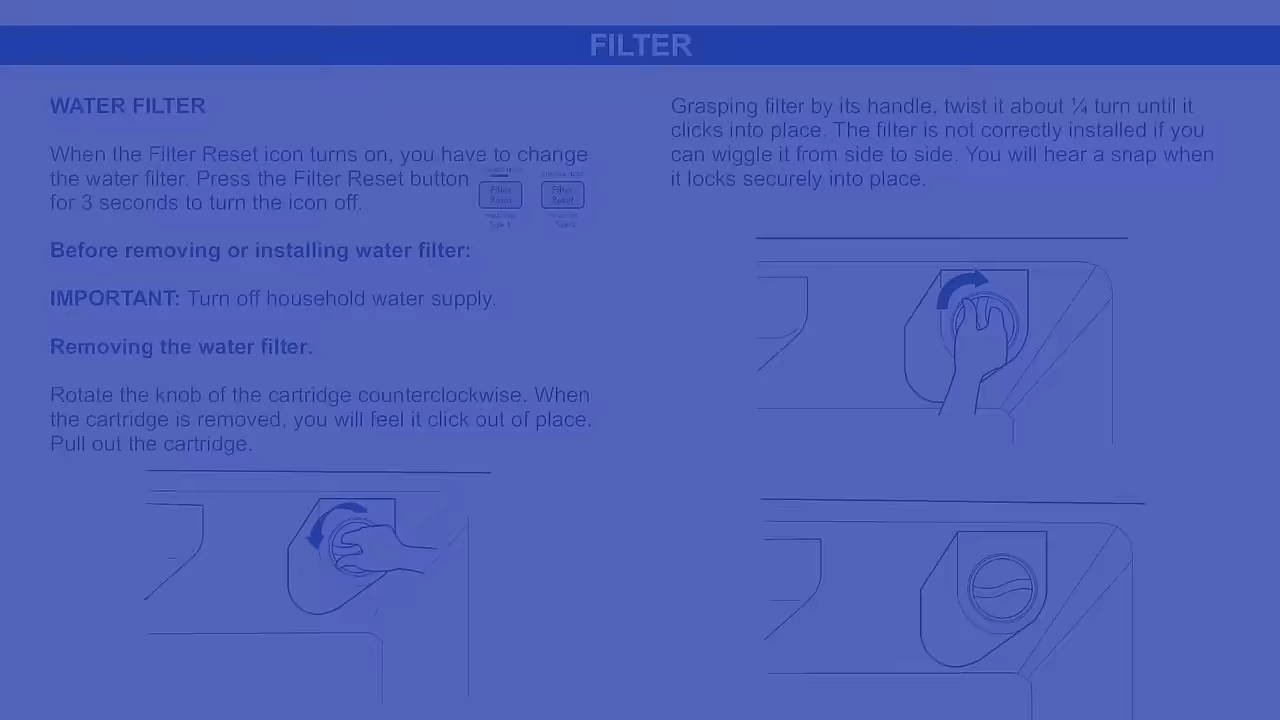 FILTER
WATER FILTER
When the Filter Reset icon turns on, you have to change
the water filter. Press the Filter Reset button
for 3 seconds to turn the icon off.
Filter
Reset
Filter
Reset
Before removing or installing water filter:
IMPORTANT: Turn off household water supply.
Removing the water filter.
Rotate the knob of the cartridge counterclockwise. When
the cartridge is removed, you will feel it click out of place.
Pull out the cartridge.
Grasping filter by its handle, twist it about ¼ turn until it
clicks into place. The filter is not correctly installed if you
can wiggle it from side to side. You will hear a snap when
it locks securely into place.